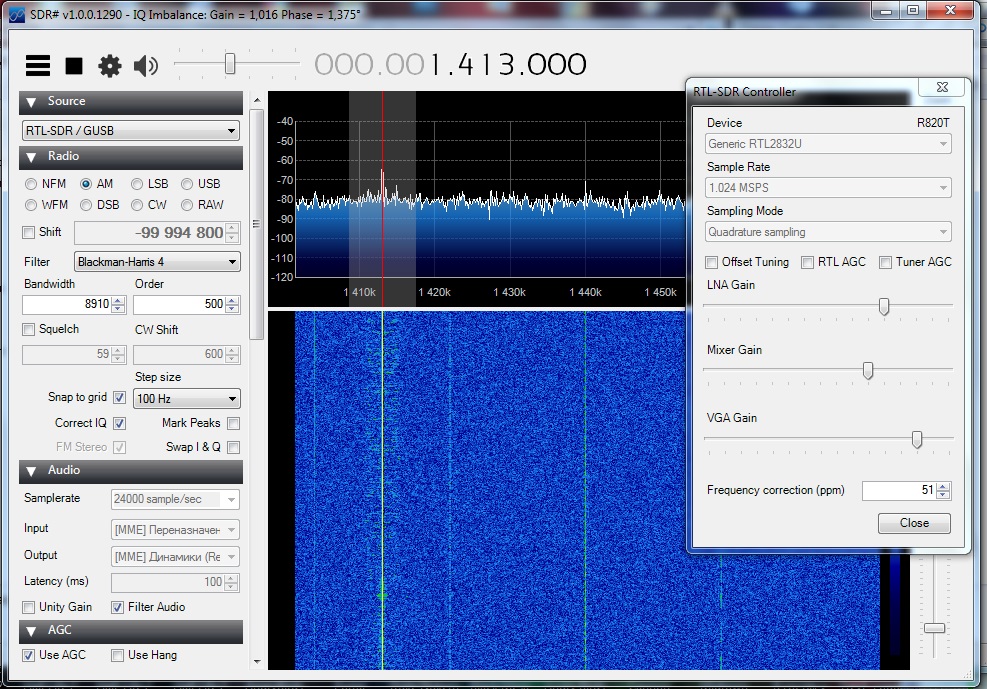 SDR# v1.0.0.1290 - IQ Imbalance: Gain = 1,016 Phase = 1,375°
000.001.413.000
Source
RTL-SDR / GUSB
Radio
NFM AM LSB USB
WFM DSB CW RAW
Shift -99 994 800
Filter Blackman-Harris 4
Bandwidth Order
8910 500
Squelch CW Shift
59 600
Step size
Snap to grid 100 Hz
Correct IQ Mark Peaks
FM Stereo Swap I & Q
Audio
Samplerate 24000 sample/sec
Input [MME] Переназначен
Output [MME] Динамики (Re
Latency (ms) 100
Unity Gain Filter Audio
AGC
Use AGC Use Hang
-40
-50
-60
-70
-80
-90
-100
-110
-120
1 410k 1 420k 1 430k 1 440k 1 450k
RTL-SDR Controller
Device R820T
Generic RTL2832U
Sample Rate
1.024 MSPS
Sampling Mode
Quadrature sampling
Offset Tuning RTL AGC Tuner AGC
LNA Gain
Mixer Gain
VGA Gain
Frequency correction (ppm) 51
Close